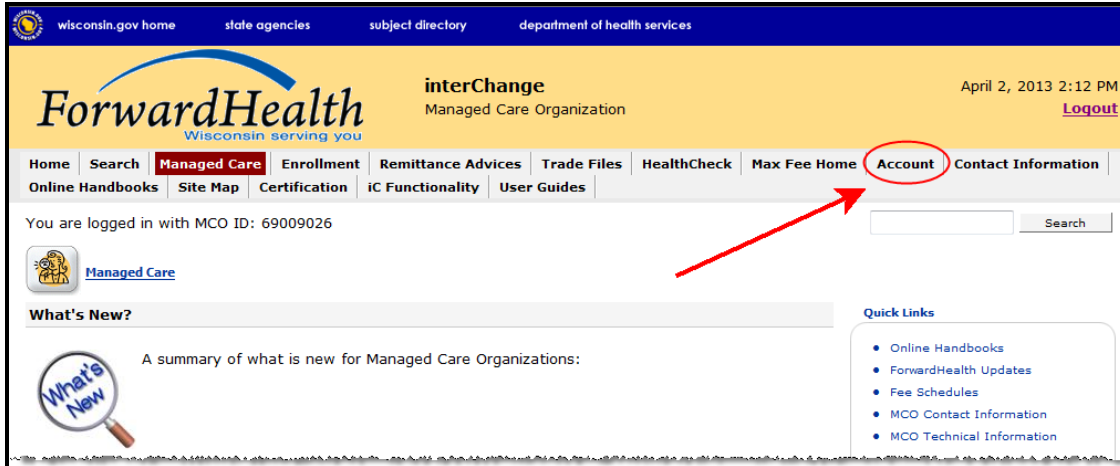 wisconsin.gov home state agencies subject directory department of health services
ForwardHealth
Wisconsin serving you
interChange
Managed Care Organization
April 2, 2013 2:12 PM
Logout
Home Search Managed Care Enrollment Remittance Advices Trade Files HealthCheck Max Fee Home Account Contact Information
Online Handbooks Site Map Certification iC Functionality User Guides
You are logged in with MCO ID: 69009026
Search
Managed Care
What's New?
Quick Links
What's New
A summary of what is new for Managed Care Organizations:
• Online Handbooks
• ForwardHealth Updates
• Fee Schedules
• MCO Contact Information
• MCO Technical Information